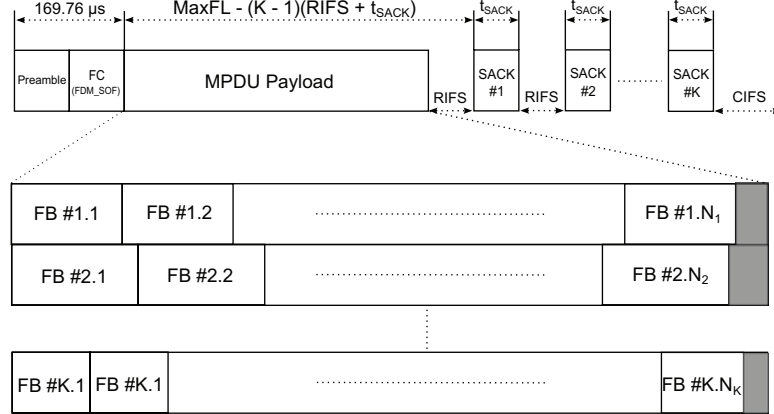 169.76 µs
MaxFL - (K - 1)(RIFS + tSACK)
tSACK
tSACK
tSACK
Preamble
FC
(FDM_SOF)
MPDU Payload
RIFS
SACK
#1
RIFS
SACK
#2
SACK
#K
CIFS
FB #1.1 FB #1.2 FB #1.N1
FB #2.1 FB #2.2 FB #2.N2
FB #K.1 FB #K.1 FB #K.NK